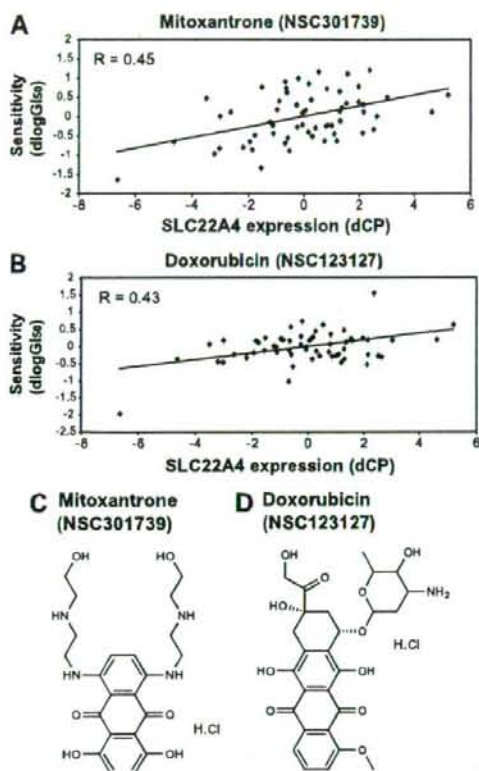 A
Mitoxantrone (NSC301739)
R = 0.45
Sensitivity
(dlogGI50)
2
1.5
1
0.5
0
-0.5
-1
-1.5
-2
-8 -6 -4 -2 0 2 4 6
SLC22A4 expression (dCP)
B
Doxorubicin (NSC123127)
R = 0.43
Sensitivity
(dlogGI50)
2
1.5
1
0.5
0
-0.5
-1
-1.5
-2
-2.5
-8 -6 -4 -2 0 2 4 6
SLC22A4 expression (dCP)
C Mitoxantrone
(NSC301739)
OH HO
HN NH
NH HN
O O
HO OH
H.Cl
D Doxorubicin
(NSC123127)
HO
O
HO
OH
O
NH2
O
H.Cl
HO OH
O O
O